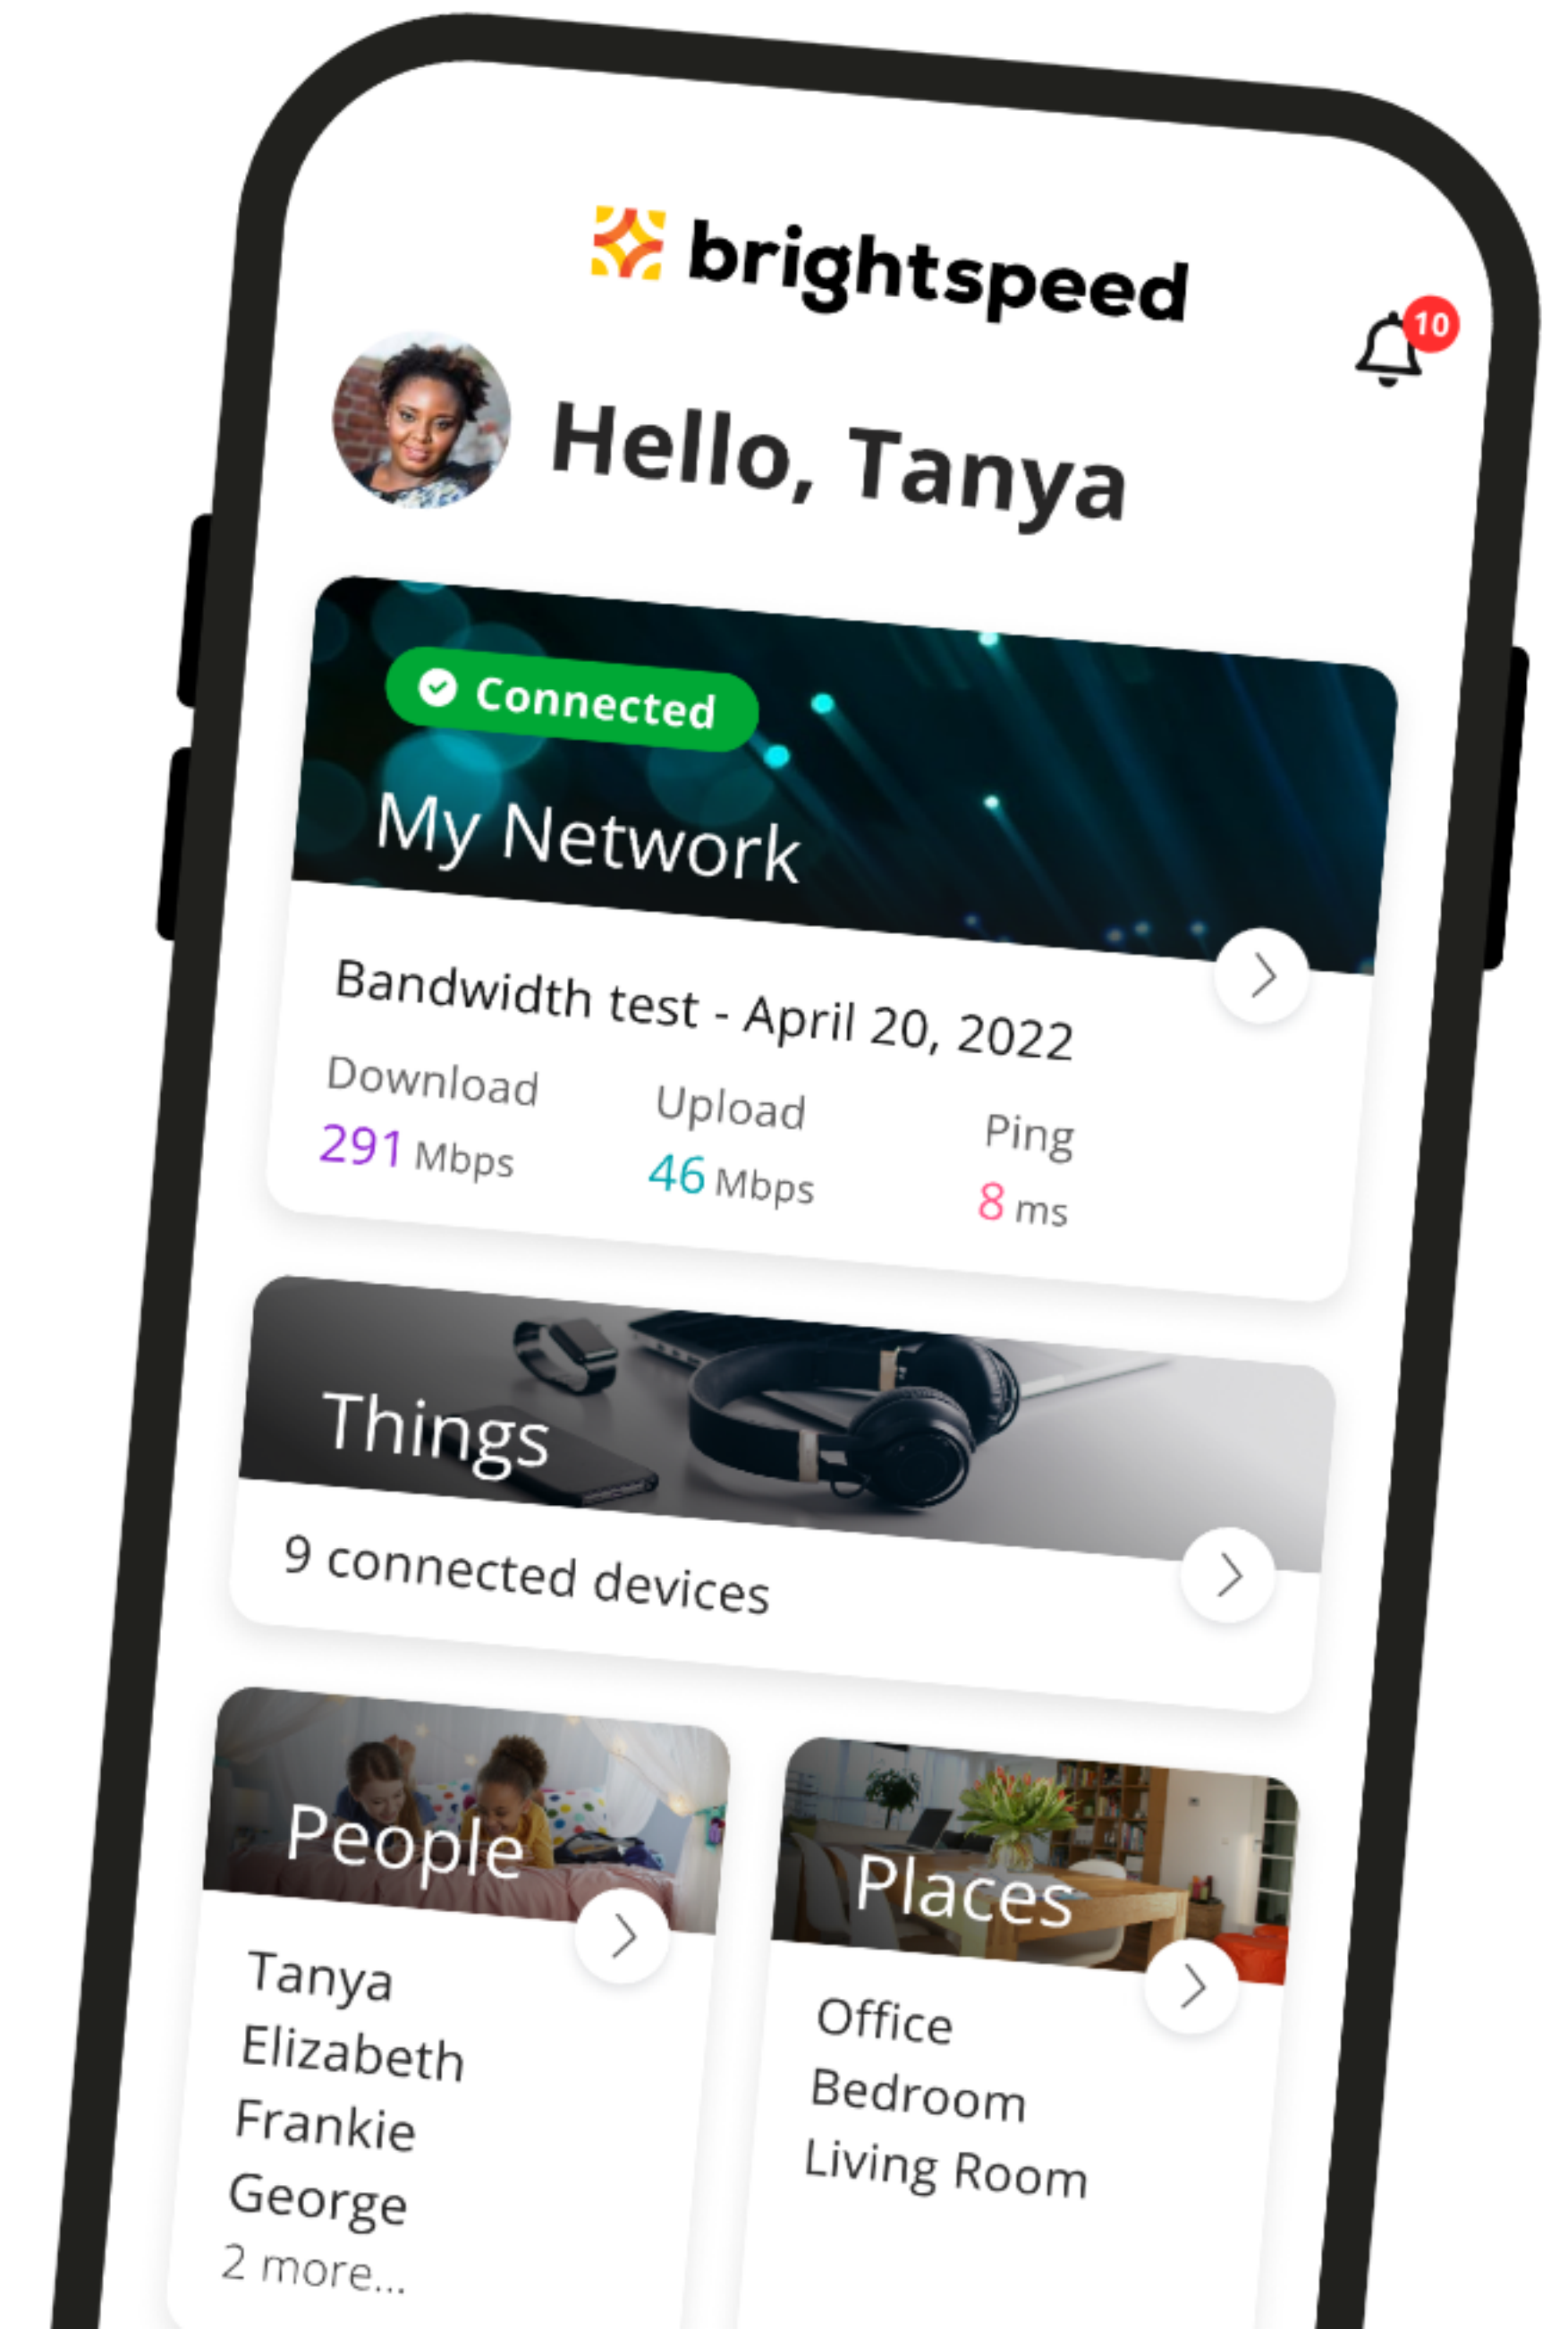 brightspeed
10
Hello, Tanya
Connected
My Network
Bandwidth test - April 20, 2022
Download Upload Ping
291 Mbps 46 Mbps 8 ms
Things
9 connected devices
People
Tanya
Elizabeth
Frankie
George
2 more...
Places
Office
Bedroom
Living Room